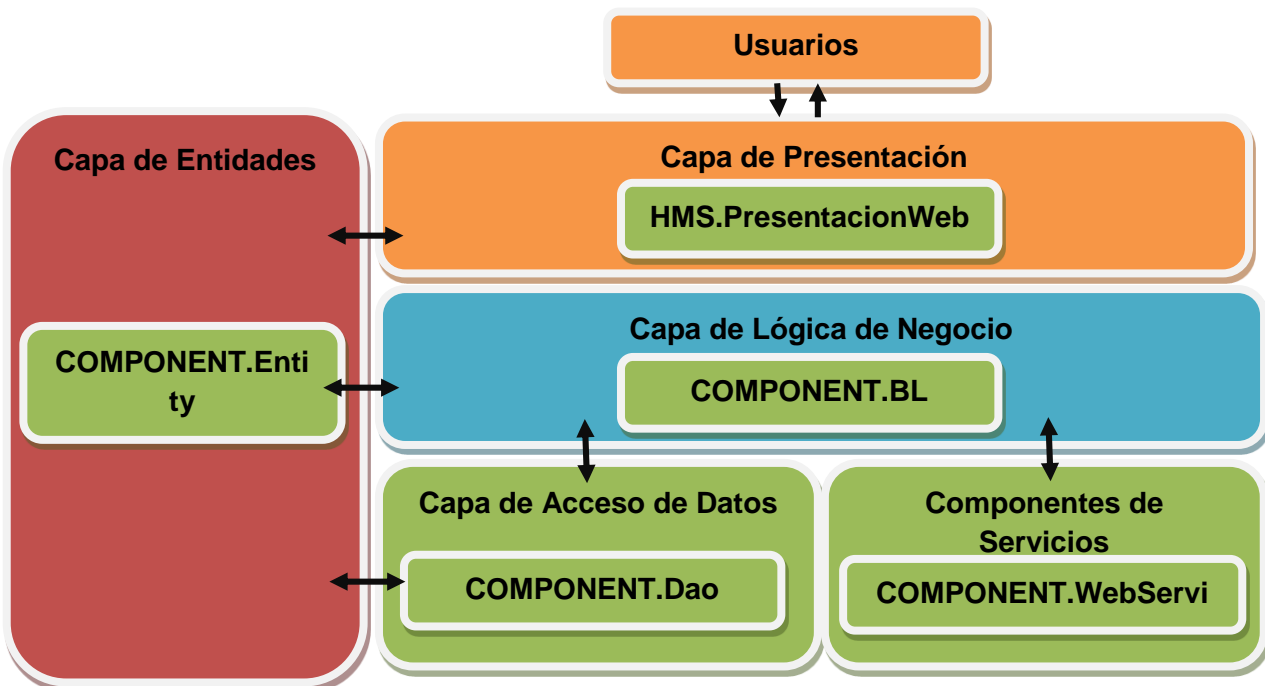 Usuarios
Capa de Entidades
Capa de Presentación
HMS.PresentacionWeb
Capa de Lógica de Negocio
COMPONENT.Enti
ty
COMPONENT.BL
Capa de Acceso de Datos
COMPONENT.Dao
Componentes de
Servicios
COMPONENT.WebServi